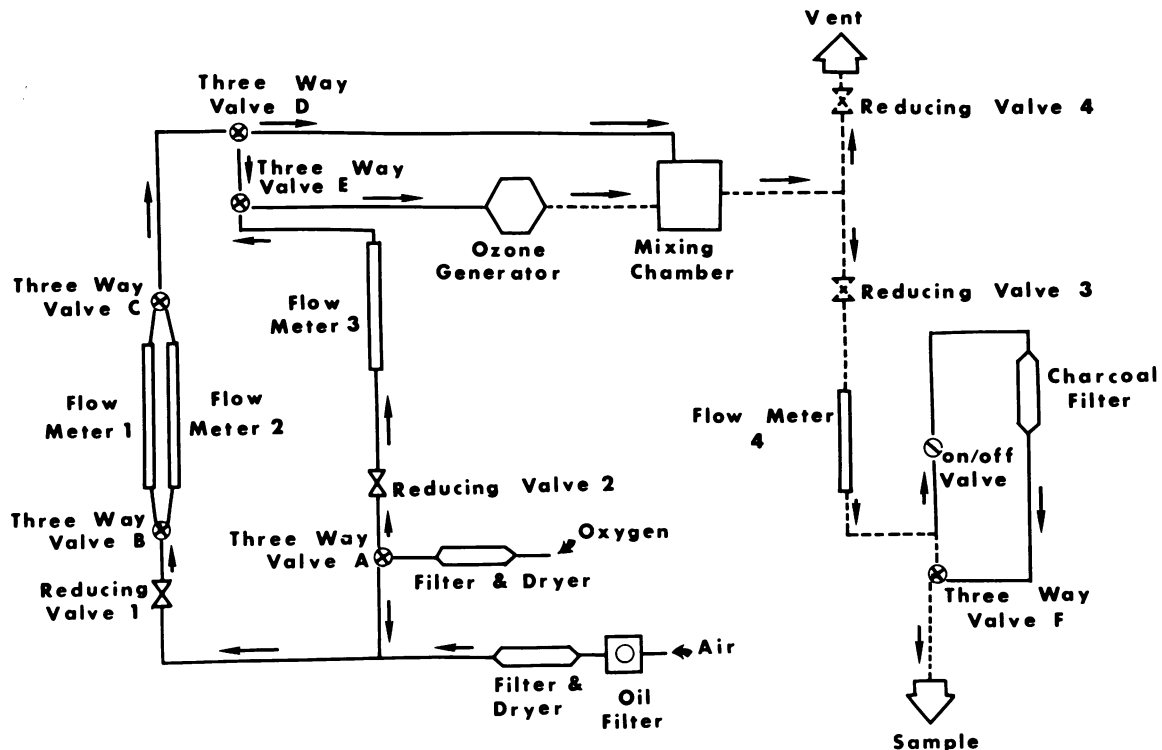 Vent
Reducing Valve 4
Three Way
Valve D
Three Way
Valve E
Ozone
Generator
Mixing
Chamber
Three Way
Valve C
Flow
Meter 3
Reducing Valve 3
Flow
Meter 1
Flow
Meter 2
Charcoal
Filter
Flow Meter
4
on/off
Valve
Reducing Valve 2
Three Way
Valve B
Three Way
Valve A
Oxygen
Filter & Dryer
Reducing
Valve 1
Three Way
Valve F
Air
Filter &
Dryer
Oil
Filter
Sample